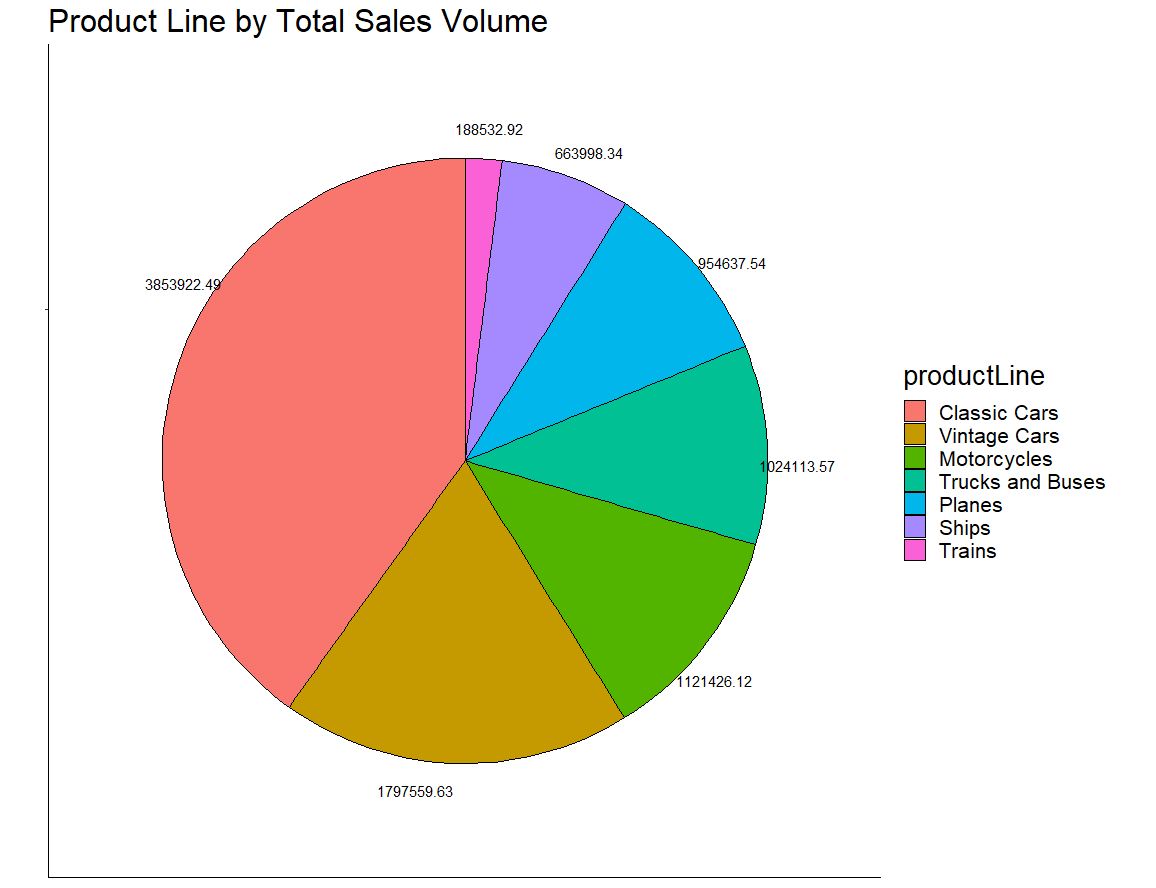 Product Line by Total Sales Volume
188532.92
663998.34
954637.54
3853922.49
1024113.57
1121426.12
1797559.63
productLine
Classic Cars
Vintage Cars
Motorcycles
Trucks and Buses
Planes
Ships
Trains